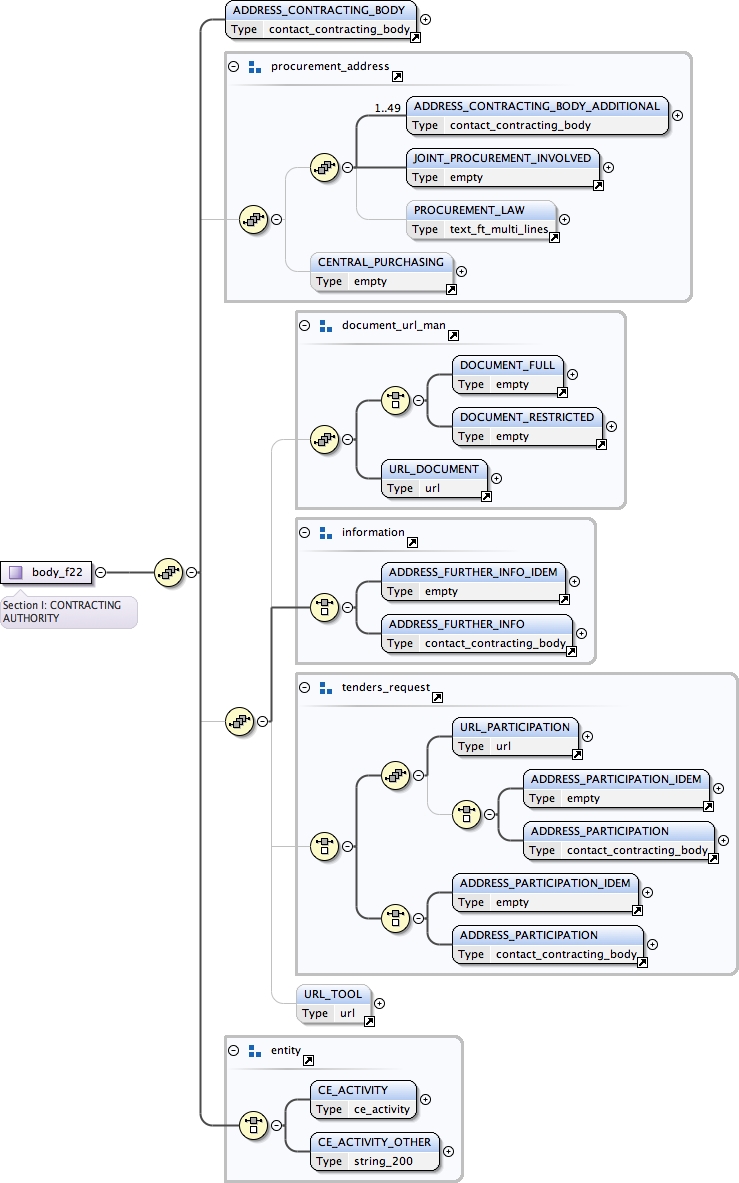 ADDRESS_CONTRACTING_BODY
Type contact_contracting_body
procurement_address
1..49
ADDRESS_CONTRACTING_BODY_ADDITIONAL
Type contact_contracting_body
JOINT_PROCUREMENT_INVOLVED
Type empty
PROCUREMENT_LAW
Type text_ft_multi_lines
CENTRAL_PURCHASING
Type empty
document_url_man
DOCUMENT_FULL
Type empty
DOCUMENT_RESTRICTED
Type empty
URL_DOCUMENT
Type url
information
body_f22
Section I: CONTRACTING
AUTHORITY
ADDRESS_FURTHER_INFO_IDEM
Type empty
ADDRESS_FURTHER_INFO
Type contact_contracting_body
tenders_request
URL_PARTICIPATION
Type url
ADDRESS_PARTICIPATION_IDEM
Type empty
ADDRESS_PARTICIPATION
Type contact_contracting_body
ADDRESS_PARTICIPATION_IDEM
Type empty
ADDRESS_PARTICIPATION
Type contact_contracting_body
URL_TOOL
Type url
entity
CE_ACTIVITY
Type ce_activity
CE_ACTIVITY_OTHER
Type string_200